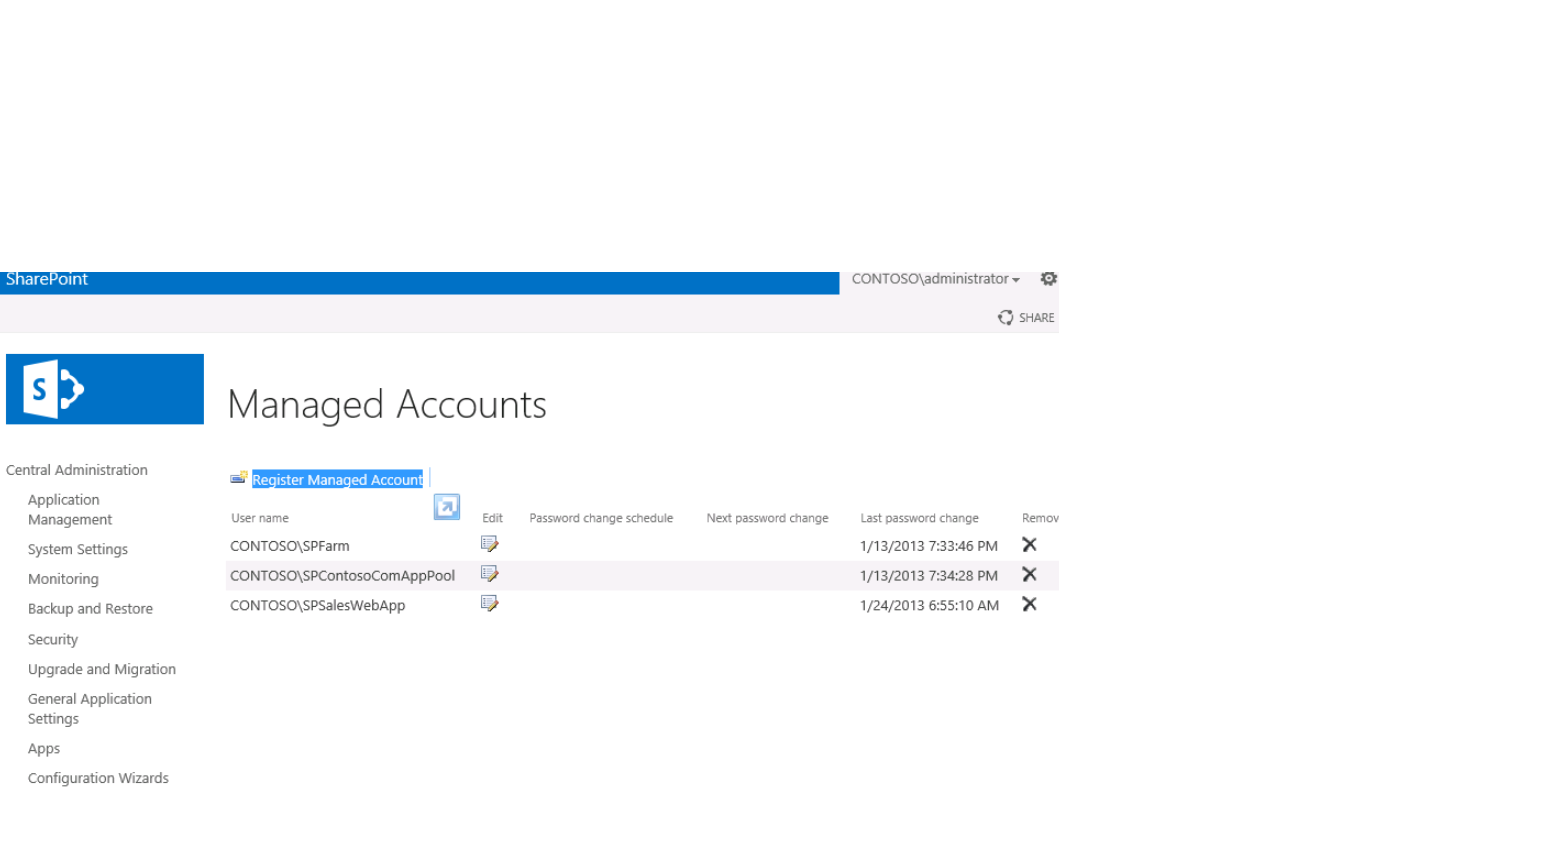 SharePoint
CONTOSO\administrator
SHARE
S
Managed Accounts
Central Administration
Application
Management
System Settings
Monitoring
Backup and Restore
Security
Upgrade and Migration
General Application
Settings
Apps
Configuration Wizards
Register Managed Account
User name Edit Password change schedule Next password change Last password change Remov
CONTOSO\SPFarm 1/13/2013 7:33:46 PM
CONTOSO\SPContosoComAppPool 1/13/2013 7:34:28 PM
CONTOSO\SPSalesWebApp 1/24/2013 6:55:10 AM